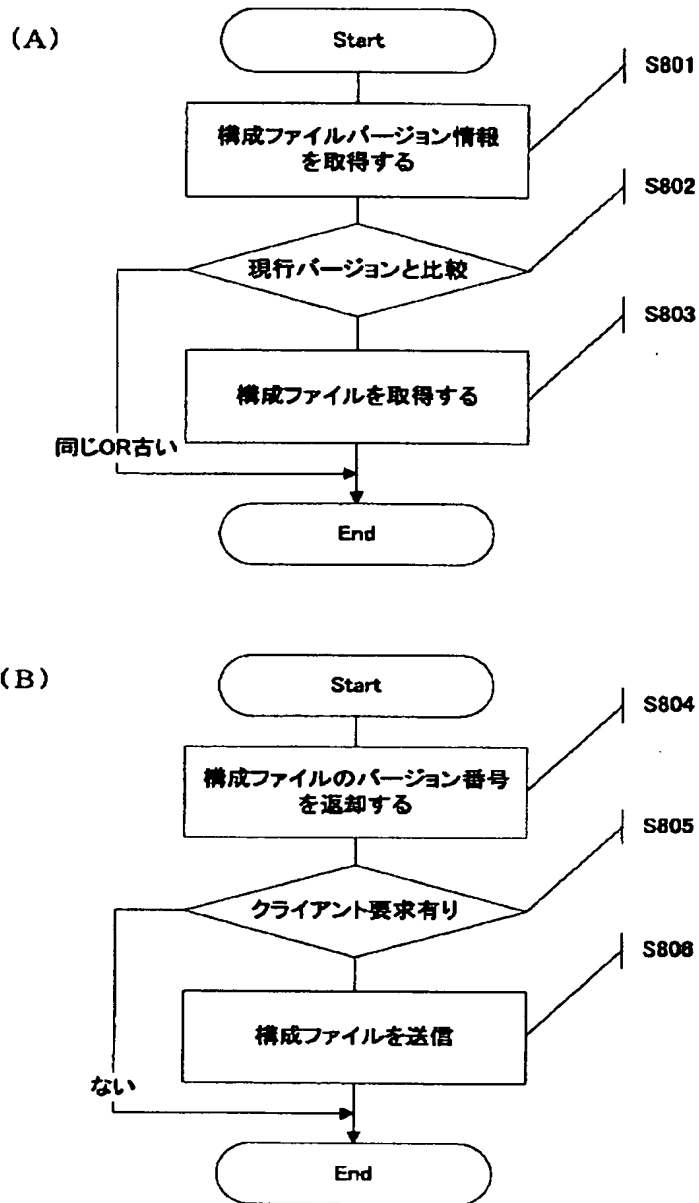 (A)
Start
S801
構成ファイルバージョン情報
を取得する
S802
現行バージョンと比較
S803
構成ファイルを取得する
同じOR古い
End
(B)
Start
S804
構成ファイルのバージョン番号
を返却する
S805
クライアント要求有り
S806
構成ファイルを送信
ない
End